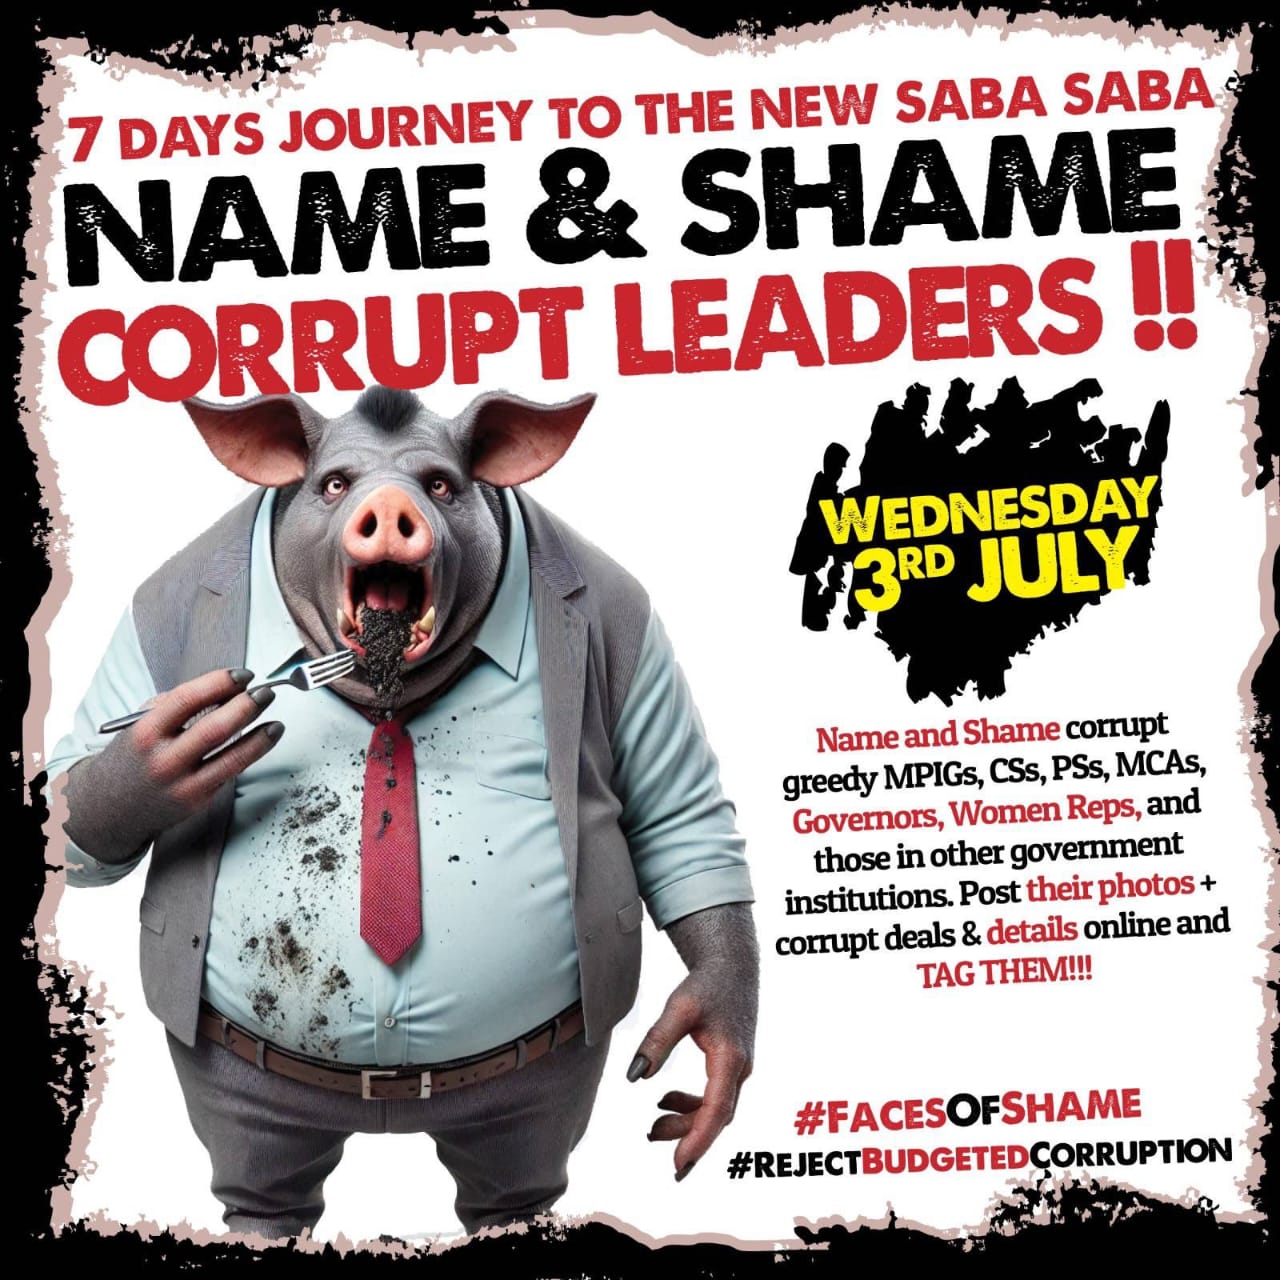 7 DAYS JOURNEY TO THE NEW SABA SABA
NAME & SHAME
CORRUPT LEADERS !!
WEDNESDAY
3RD JULY
Name and Shame corrupt
greedy MPIGs, CSs, PSs, MCAs,
Governors, Women Reps, and
those in other government
institutions. Post their photos +
corrupt deals & details online and
TAG THEM!!!
#FACESOFSHAME
#REJECTBUDGETEDCORRUPTION